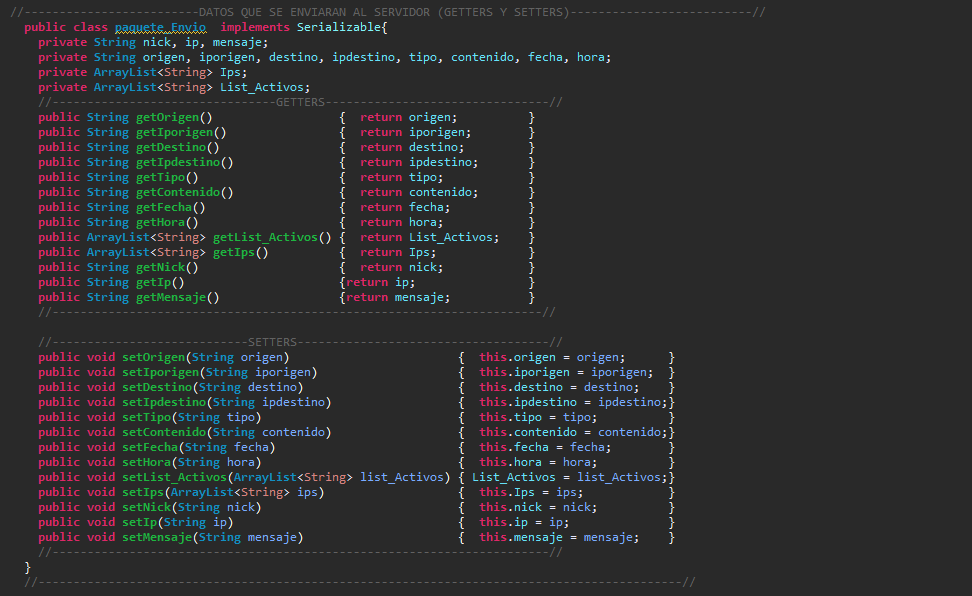 //-------------------------DATOS QUE SE ENVIARAN AL SERVIDOR (GETTERS Y SETTERS)--------------------------//
public class paquete_Envio  implements Serializable{
private String nick, ip, mensaje;
private String origen, iporigen, destino, ipdestino, tipo, contenido, fecha, hora;
private ArrayList<String> Ips;
private ArrayList<String> List_Activos;
//--------------------------------GETTERS--------------------------------//
public String getOrigen()                  {  return origen;          }
public String getIporigen()                {  return iporigen;        }
public String getDestino()                 {  return destino;         }
public String getIpdestino()               {  return ipdestino;       }
public String getTipo()                    {  return tipo;            }
public String getContenido()               {  return contenido;       }
public String getFecha()                   {  return fecha;           }
public String getHora()                    {  return hora;            }
public ArrayList<String> getList_Activos() {  return List_Activos;    }
public ArrayList<String> getIps()          {  return Ips;             }
public String getNick()                    {  return nick;            }
public String getIp()                      {return ip;                }
public String getMensaje()                 {return mensaje;           }
//----------------------------------------------------------------------//
//----------------------------SETTERS------------------------------------//
public void setOrigen(String origen)                        {  this.origen = origen;      }
public void setIporigen(String iporigen)                    {  this.iporigen = iporigen;  }
public void setDestino(String destino)                      {  this.destino = destino;    }
public void setIpdestino(String ipdestino)                  {  this.ipdestino = ipdestino;}
public void setTipo(String tipo)                            {  this.tipo = tipo;          }
public void setContenido(String contenido)                  {  this.contenido = contenido;}
public void setFecha(String fecha)                          {  this.fecha = fecha;        }
public void setHora(String hora)                            {  this.hora = hora;          }
public void setList_Activos(ArrayList<String> list_Activos) { List_Activos = list_Activos;}
public void setIps(ArrayList<String> ips)                   {  this.Ips = ips;            }
public void setNick(String nick)                            {  this.nick = nick;          }
public void setIp(String ip)                                {  this.ip = ip;              }
public void setMensaje(String mensaje)                      {  this.mensaje = mensaje;    }
//-----------------------------------------------------------------------//
}
//--------------------------------------------------------------------------------------------//